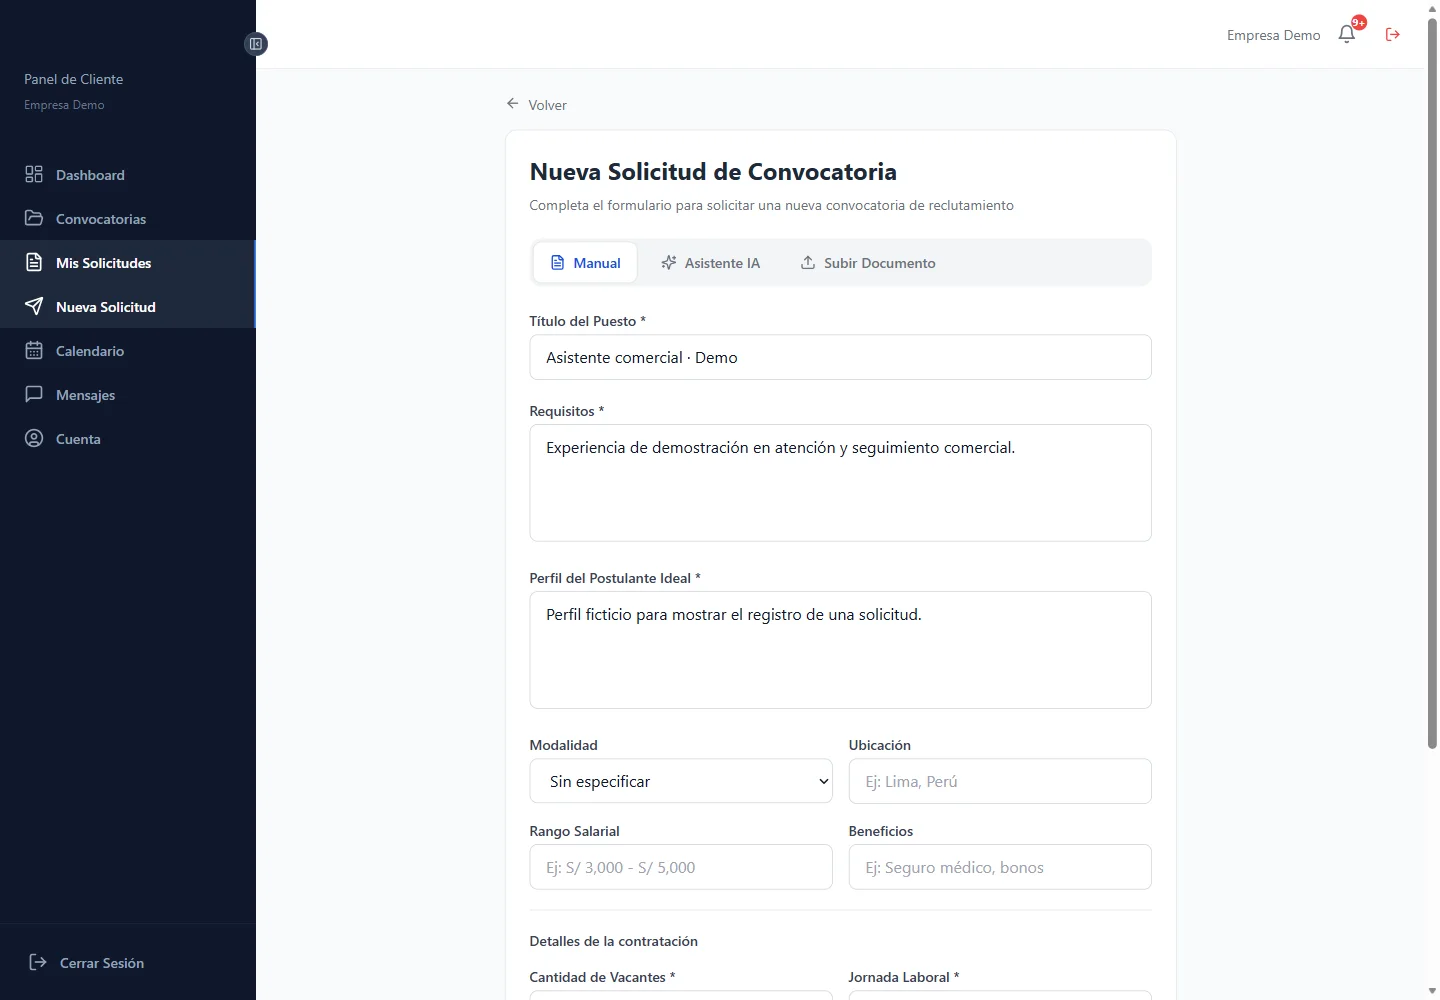 Panel de Cliente
Empresa Demo
Dashboard
Convocatorias
Mis Solicitudes
Nueva Solicitud
Calendario
Mensajes
Cuenta
Cerrar Sesión
Empresa Demo
9+
Volver
Nueva Solicitud de Convocatoria
Completa el formulario para solicitar una nueva convocatoria de reclutamiento
Manual
Asistente IA
Subir Documento
Título del Puesto *
Asistente comercial · Demo
Requisitos *
Experiencia de demostración en atención y seguimiento comercial.
Perfil del Postulante Ideal *
Perfil ficticio para mostrar el registro de una solicitud.
Modalidad
Ubicación
Sin especificar
Ej: Lima, Perú
Rango Salarial
Beneficios
Ej: S/ 3,000 - S/ 5,000
Ej: Seguro médico, bonos
Detalles de la contratación
Cantidad de Vacantes *
Jornada Laboral *